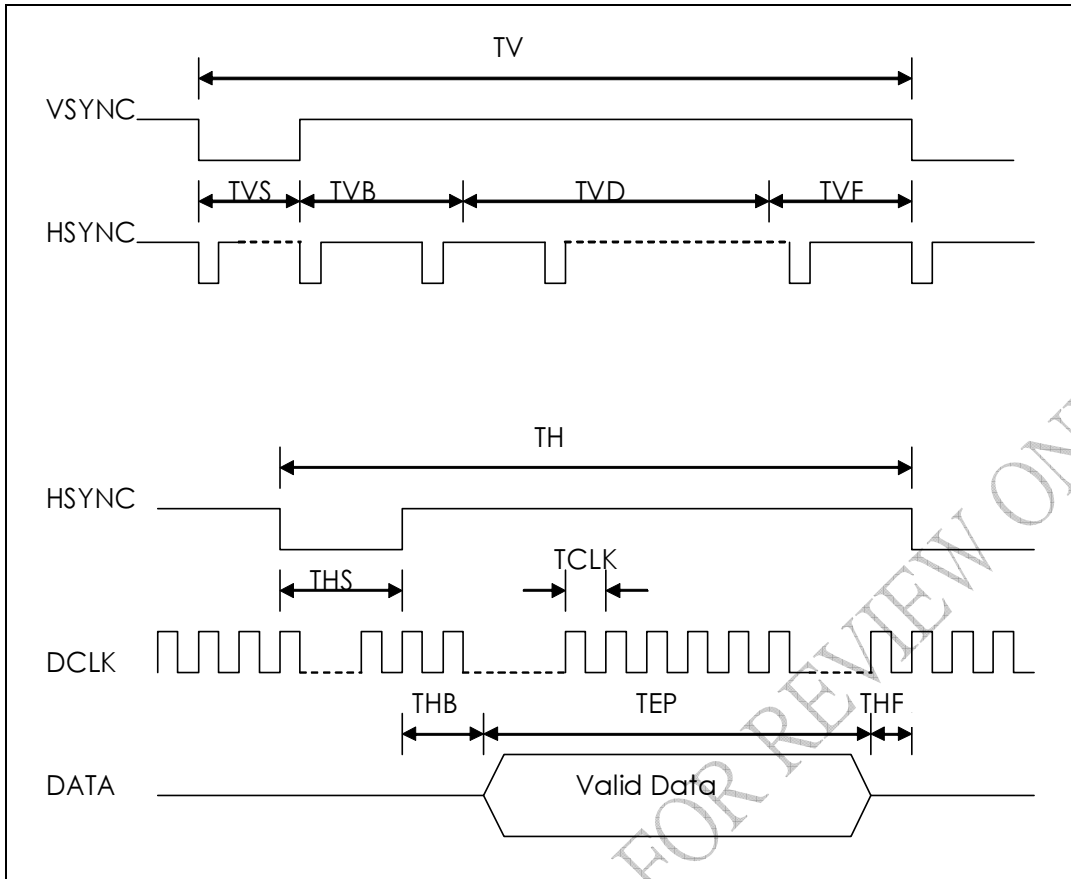 TV
VSYNC
TVS TVB TVD TVF
HSYNC
TH
HSYNC
TCLK
THS
DCLK
THB TEP THF
DATA
Valid Data
FOR REVIEW